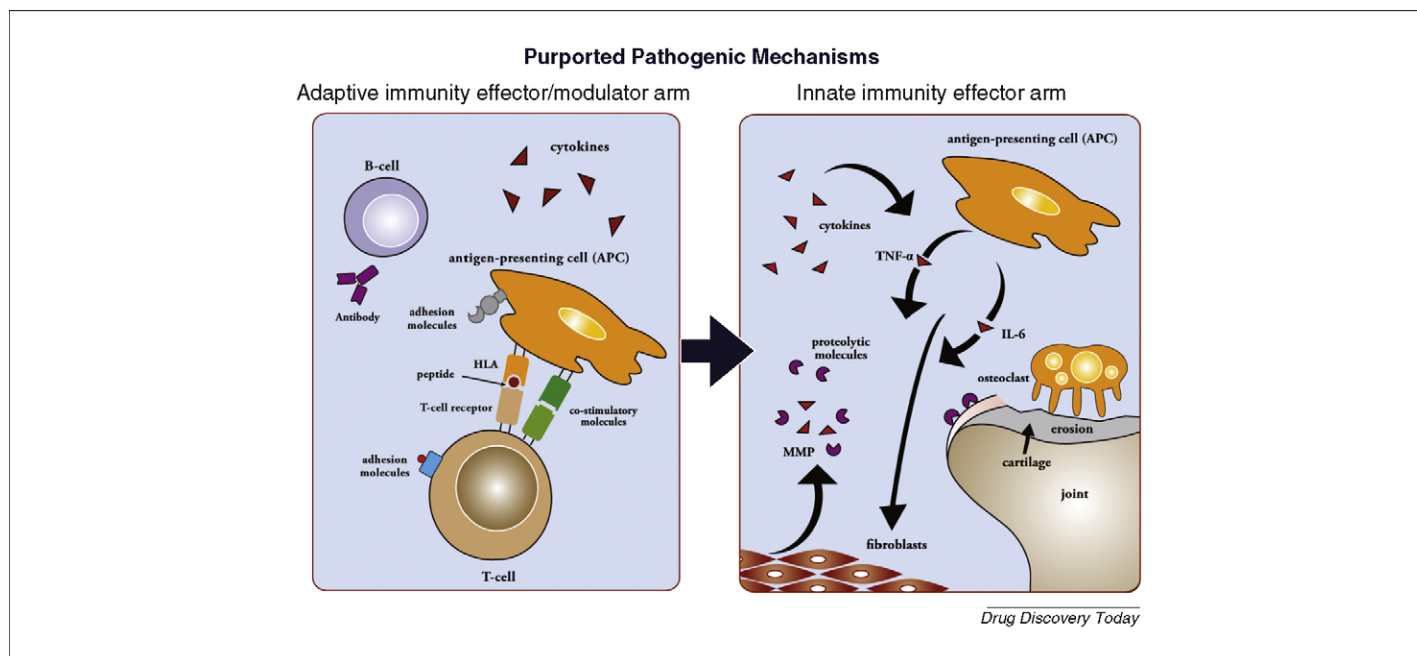 Purported Pathogenic Mechanisms
Adaptive immunity effector/modulator arm
B-cell
cytokines
Antibody
antigen-presenting cell (APC)
adhesion
molecules
HLA
peptide
T-cell receptor
co-stimulatory
molecules
adhesion
molecules
T-cell
Innate immunity effector arm
antigen-presenting cell (APC)
cytokines
TNF-α
IL-6
proteolytic
molecules
MMP
osteoclast
erosion
cartilage
joint
fibroblasts
Drug Discovery Today